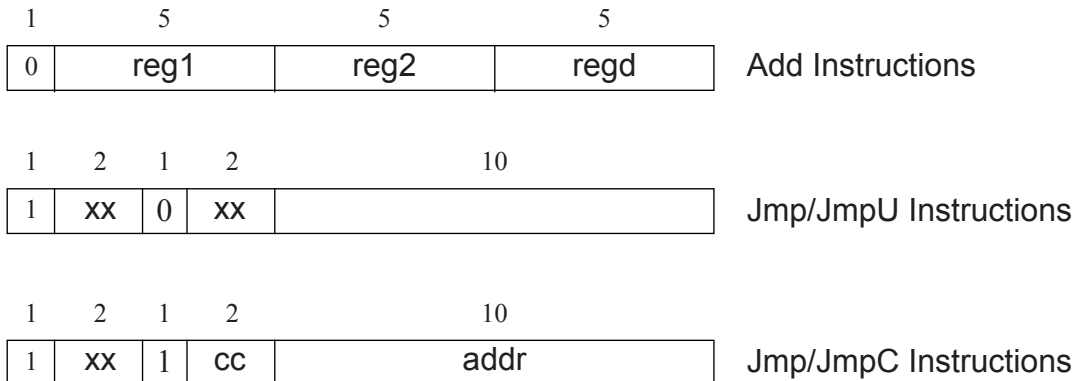 1 5 5 5
0 reg1 reg2 regd Add Instructions
1 2 1 2 10
1 xx 0 xx Jmp/JmpU Instructions
1 2 1 2 10
1 xx 1 cc addr Jmp/JmpC Instructions